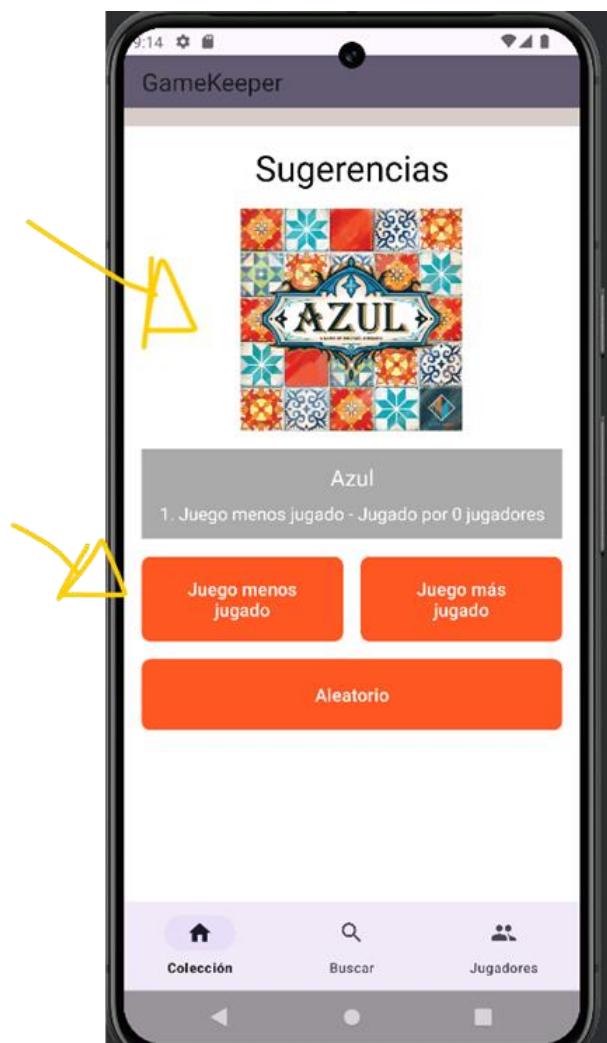 9:14
GameKeeper
Sugerencias
AZUL
Azul
1. Juego menos jugado - Jugado por 0 jugadores
Juego menos
jugado
Juego más
jugado
Aleatorio
Colección
Buscar
Jugadores